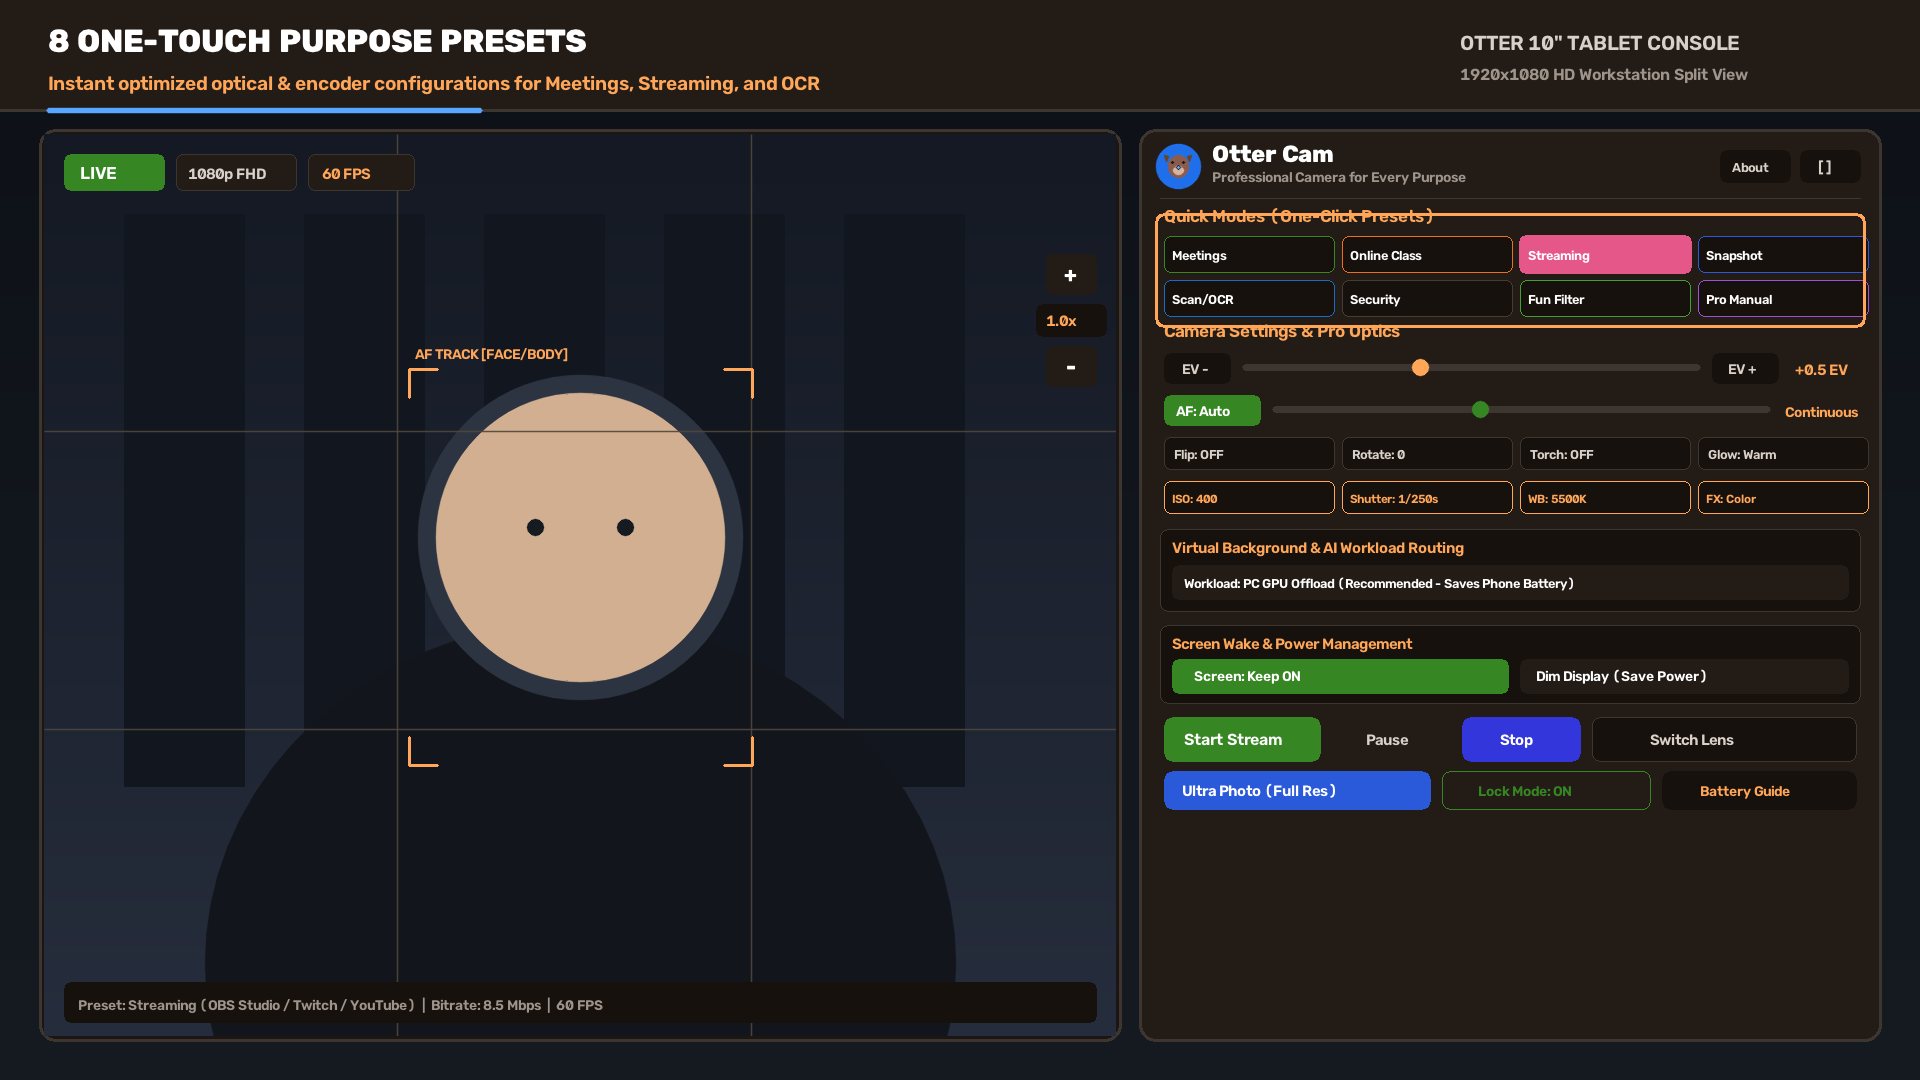 8 ONE-TOUCH PURPOSE PRESETS
Instant optimized optical & encoder configurations for Meetings, Streaming, and OCR
OTTER 10" TABLET CONSOLE
1920x1080 HD Workstation Split View
LIVE
1080p FHD
60 FPS
+
1.0x
-
AF TRACK [FACE/BODY]
Preset: Streaming (OBS Studio / Twitch / YouTube) | Bitrate: 8.5 Mbps | 60 FPS
Otter Cam
Professional Camera for Every Purpose
About
[ ]
Quick Modes (One-Click Presets)
Meetings
Online Class
Streaming
Snapshot
Scan/OCR
Security
Fun Filter
Pro Manual
Camera Settings & Pro Optics
EV -
EV +
+0.5 EV
AF: Auto
Continuous
Flip: OFF
Rotate: 0
Torch: OFF
Glow: Warm
ISO: 400
Shutter: 1/250s
WB: 5500K
FX: Color
Virtual Background & AI Workload Routing
Workload: PC GPU Offload (Recommended - Saves Phone Battery)
Screen Wake & Power Management
Screen: Keep ON
Dim Display (Save Power)
Start Stream
Pause
Stop
Switch Lens
Ultra Photo (Full Res)
Lock Mode: ON
Battery Guide